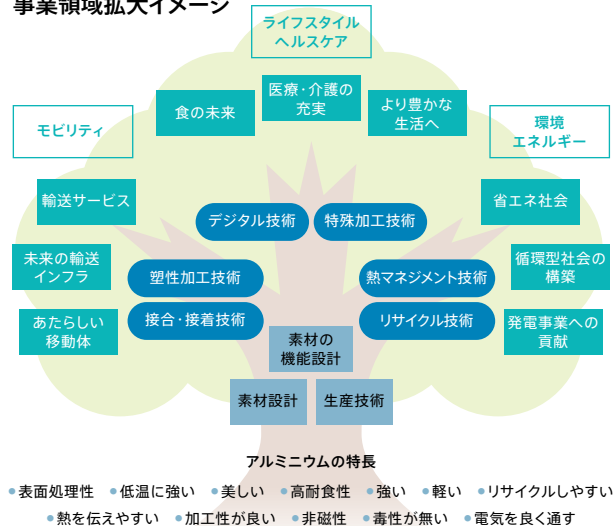 事業領域拡大イメージ
ライフスタイル
ヘルスケア
食の未来
医療・介護の
充実
より豊かな
生活へ
モビリティ
環境
エネルギー
輸送サービス
省エネ社会
デジタル技術
特殊加工技術
未来の輸送
インフラ
循環型社会の
構築
塑性加工技術
熱マネジメント技術
あたらしい
移動体
接合・接着技術
リサイクル技術
発電事業への
貢献
素材の
機能設計
素材設計
生産技術
アルミニウムの特長
●表面処理性 ●低温に強い ●美しい ●高耐食性 ●強い ●軽い ●リサイクルしやすい
●熱を伝えやすい ●加工性が良い ●非磁性 ●毒性が無い ●電気を良く通す